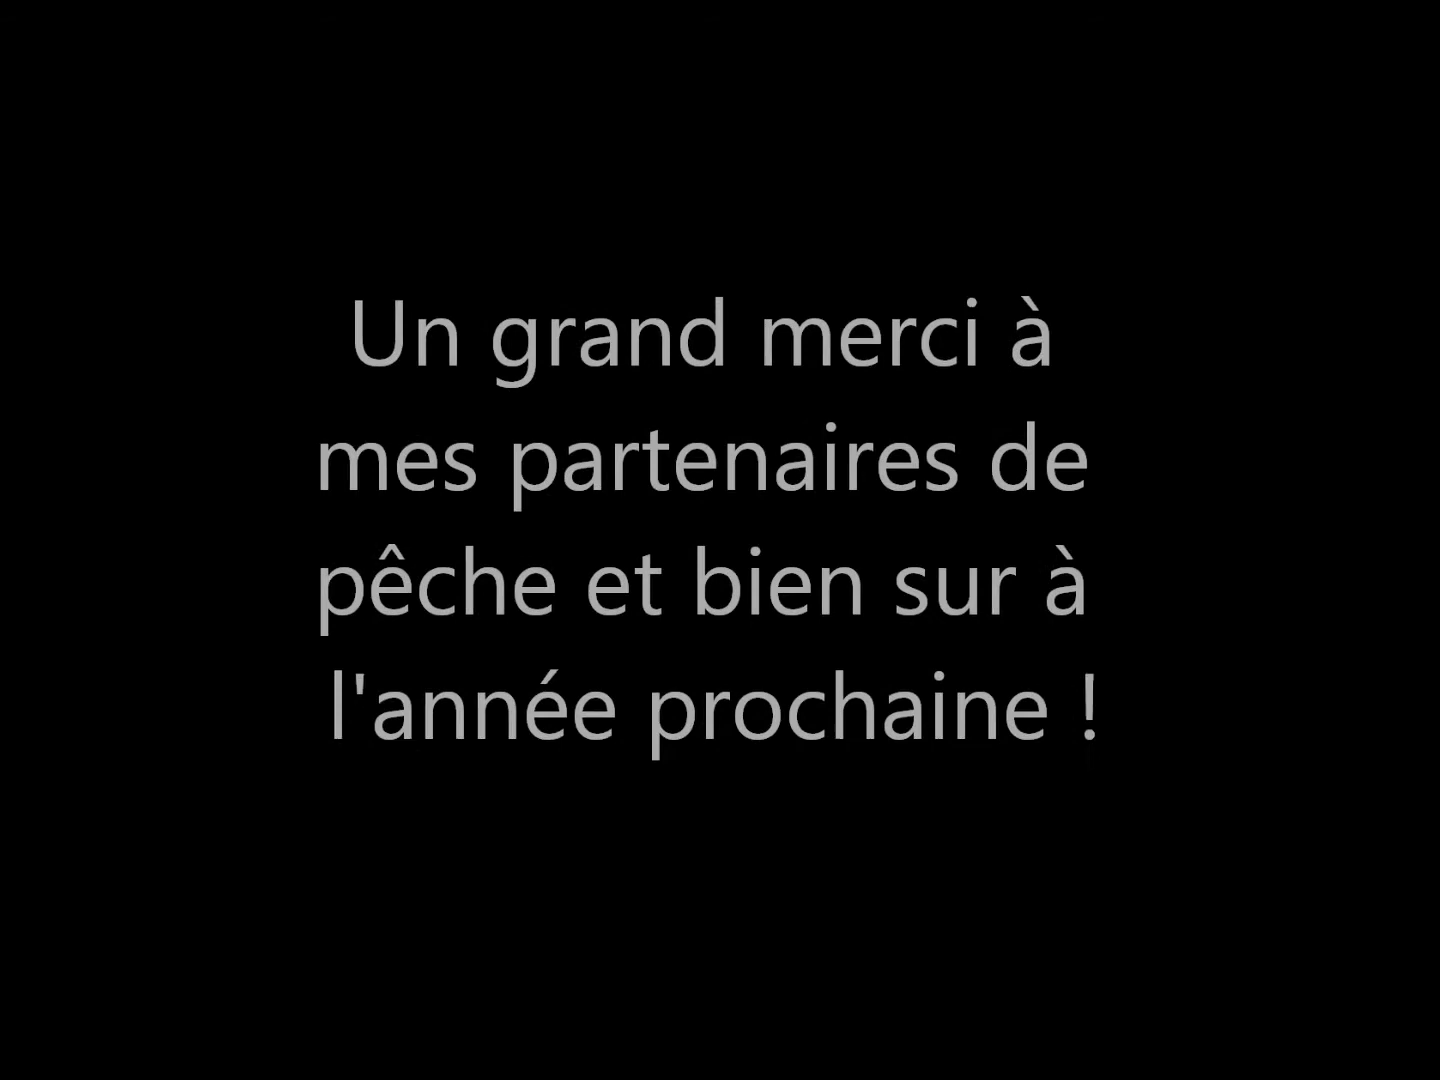 Un grand merci à
mes partenaires de
pêche et bien sur à
l'année prochaine !